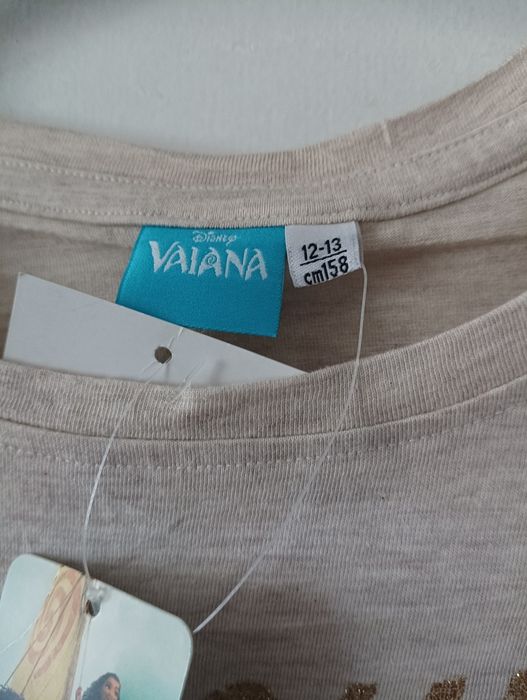 Disney
VAIANA
12-13
cm158